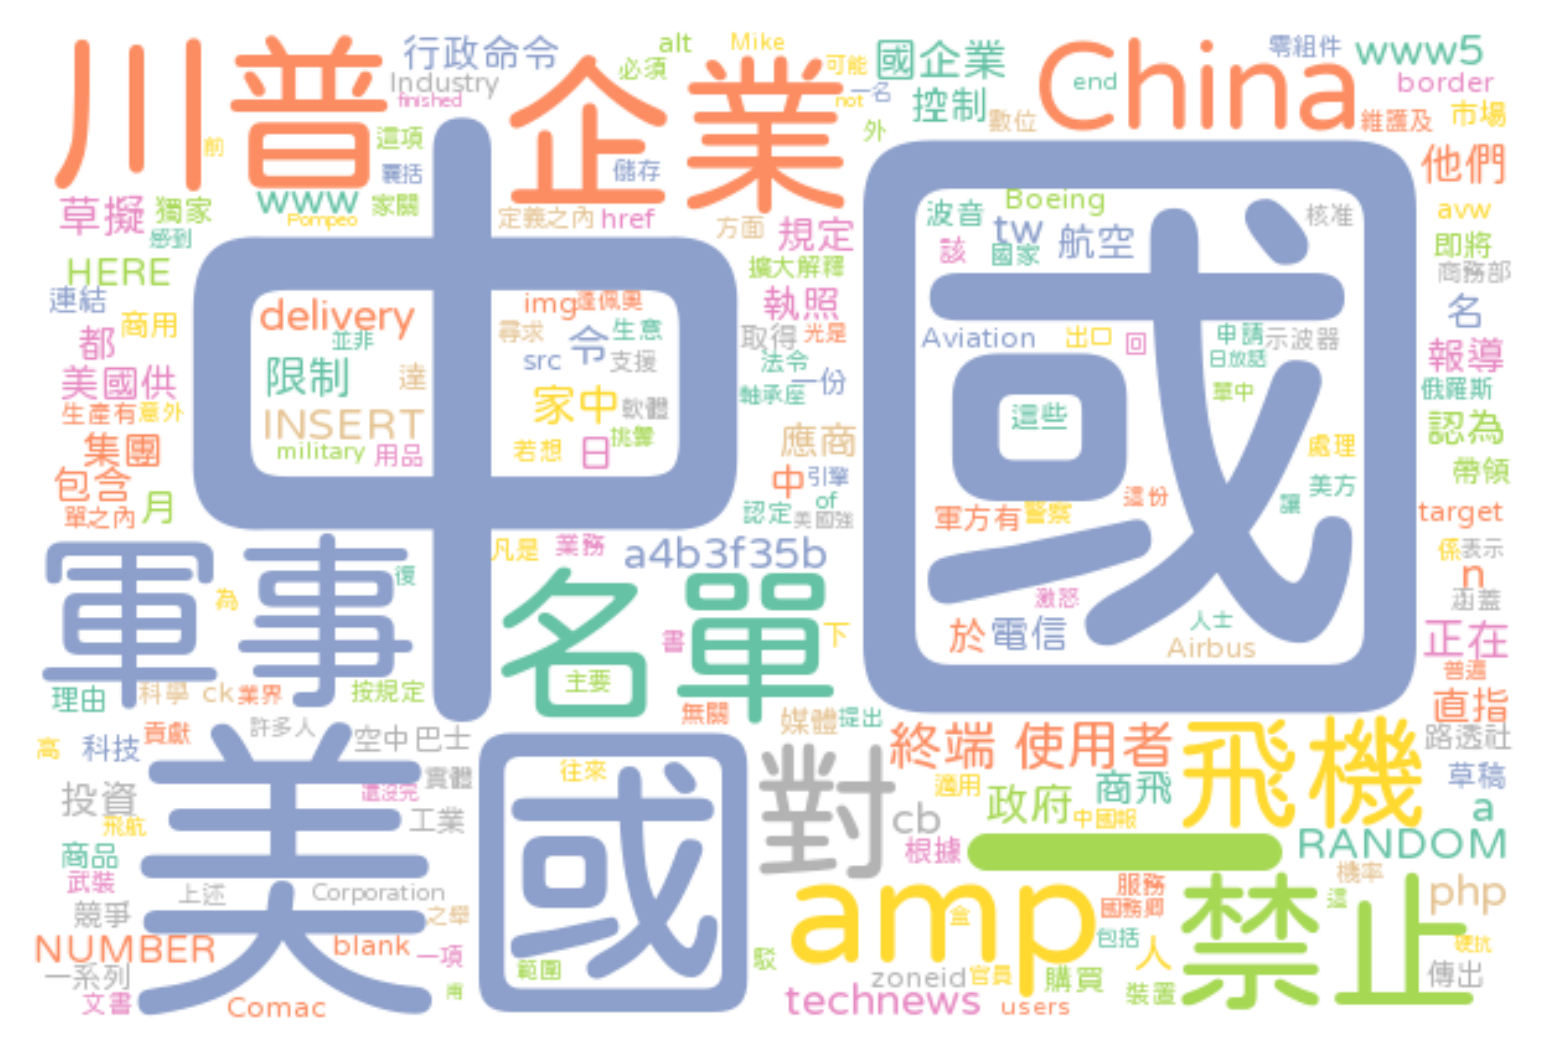 川普 企業 China
行政命令 alt Mike 國企業 零組件 www5
Industry 必須 可能 end border
finished not 一名 控制 數位 維護及 市場
前 這項 外
囊括 儲存 他們
草擬 獨家 www 家關 定義之內 href 方面 規定 波音 Boeing 核准 avw
感到 Pompeo 該 tw 航空 即將
HERE 國家 商務部
擴大解釋
連結 delivery img 蓬佩奧 執照 名
商用 並非 尋求 令 生意 取得 光是 Aviation 出口 回 申請 示波器
都 src 支援 法令 日放話 報導
美國供 限制 達 一份 軸承座 單中 俄羅斯
生產有 意外 INSERT 家中 軟體 這些 認為
集團 military 用品 若想 日 挑釁 應商 處理 帶領
包含 中 引擎 美方
單之內 月 認定 of 美國強 軍方有 警察 這份 讓 target
中國
軍事 名單
凡是 業務 a4b3f35b 係 表示
為 復 激怒 n 涵蓋
書 下 於 電信 人士 正在
理由 科學 ck 業界 按規定 主要 Airbus 普遍
無關 媒體 提出 直指
美國 對 終端 使用者 飛機
高 科技 貢獻 許多人 空中巴士 路透社
投資 實體 還沒完 往來 適用 商飛 草稿
飛航 工業 cb 政府 中國報 a
商品 根據 一 RANDOM
武裝 上述 Corporation 服務 機率 php
競爭 之舉 amp 盒 國務卿 這 禁止
NUMBER blank 一項 包括 人 硬抗
一系列 範圍 駁 zoneid 官員 購買 傳出
文書 Comac technews users 裝置